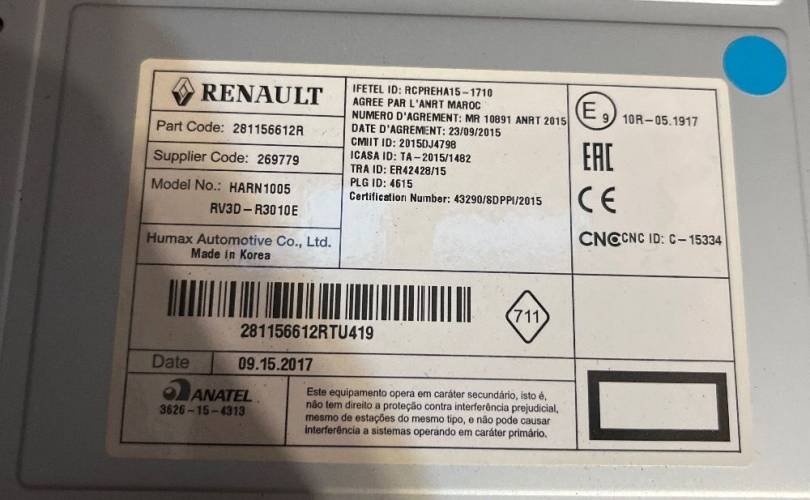 RENAULT
Part Code: 281156612R
Supplier Code: 269779
Model No.: HARN1005
RV3D-R3010E
Humax Automotive Co., Ltd.
Made in Korea
IFETEL ID: RCPREHA15-1710
AGREE PAR L'ANRT MAROC
NUMERO D'AGREMENT: MR 10891 ANRT 2015
DATE D'AGREMENT: 23/09/2015
CMIIT ID: 2015DJ4798
ICASA ID: TA-2015/1482
TRA ID: ER42428/15
PLG ID: 4615
Certification Number: 43290/SDPPI/2015
E9 10R-05.1917
EAC
CE
CNC CNC ID: C-15334
281156612RTU419
711
Date 09.15.2017
ANATEL
3626-15-4313
Este equipamento opera em caráter secundário, isto é,
não tem direito a proteção contra interferência prejudicial,
mesmo de estações do mesmo tipo, e não pode causar
interferência a sistemas operando em caráter primário.